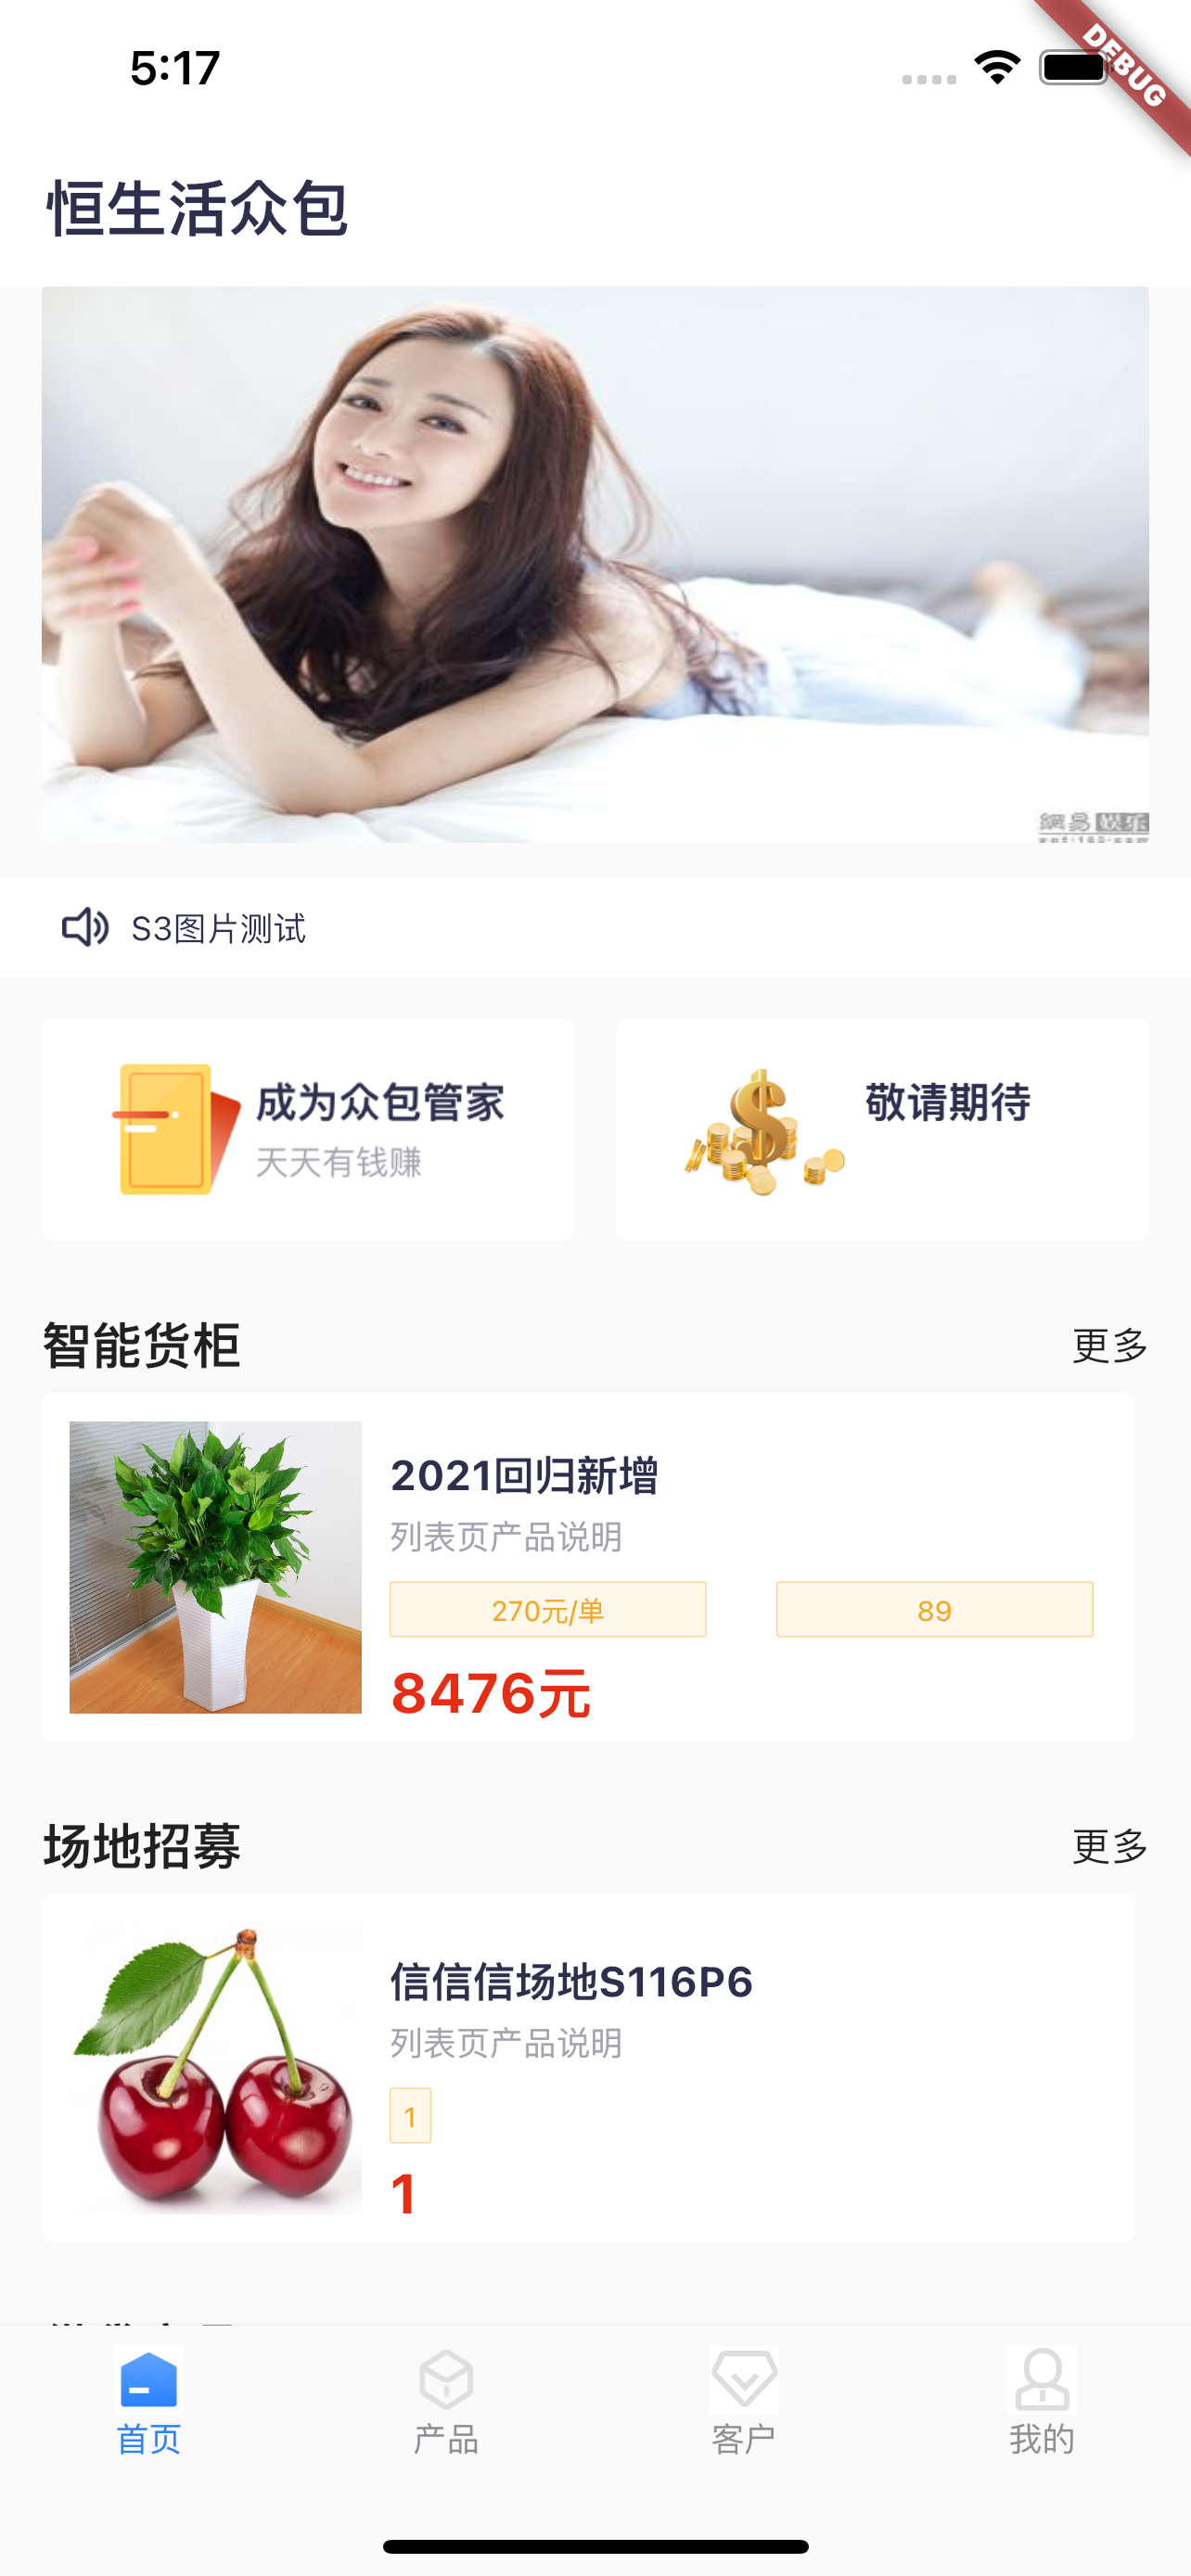 5:17
DEBUG
恒生活众包
網易娱乐
S3图片测试
成为众包管家
天天有钱赚
敬请期待
智能货柜
更多
2021回归新增
列表页产品说明
270元/单
89
8476元
场地招募
更多
信信信场地S116P6
列表页产品说明
1
1
首页
产品
客户
我的